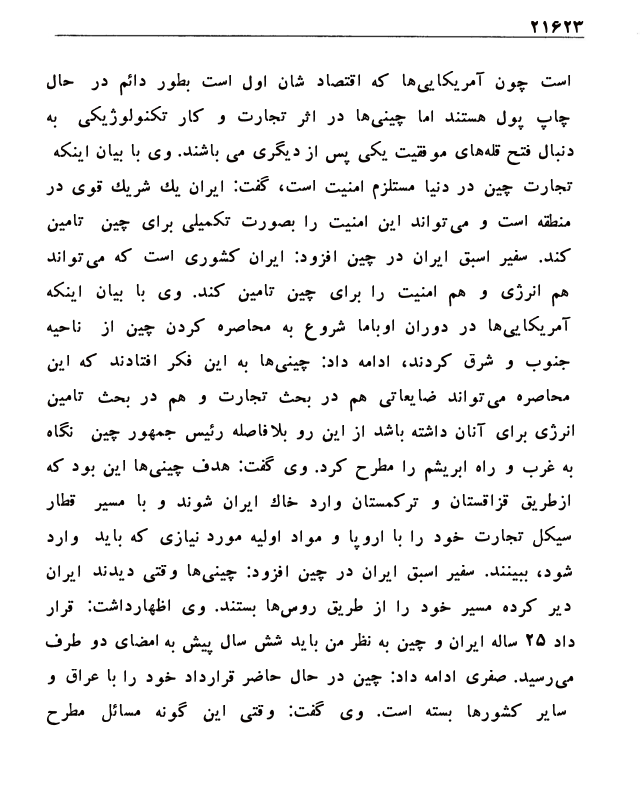 ۲۱۶۲۳
است چون آمریکایی‌ها که اقتصاد شان اول است بطور دائم در حال
چاپ پول هستند اما چینی‌ها در اثر تجارت و کار تکنولوژیکی به
دنبال فتح قله‌های موفقیت یکی پس از دیگری می باشند. وی با بیان اینکه
تجارت چین در دنیا مستلزم امنیت است، گفت: ایران یك شریك قوی در
منطقه است و می‌تواند این امنیت را بصورت تکمیلی برای چین تامین
کند. سفیر اسبق ایران در چین افزود: ایران کشوری است که می‌تواند
هم انرژی و هم امنیت را برای چین تامین کند. وی با بیان اینکه
آمریکایی‌ها در دوران اوباما شروع به محاصره کردن چین از ناحیه
جنوب و شرق کردند، ادامه داد: چینی‌ها به این فکر افتادند که این
محاصره می‌تواند ضایعاتی هم در بحث تجارت و هم در بحث تامین
انرژی برای آنان داشته باشد از این رو بلافاصله رئیس جمهور چین نگاه
به غرب و راه ابریشم را مطرح کرد. وی گفت: هدف چینی‌ها این بود که
ازطریق قزاقستان و ترکمستان وارد خاك ایران شوند و با مسیر قطار
سیکل تجارت خود را با اروپا و مواد اولیه مورد نیازی که باید وارد
شود، ببینند. سفیر اسبق ایران در چین افزود: چینی‌ها وقتی دیدند ایران
دیر کرده مسیر خود را از طریق روس‌ها بستند. وی اظهارداشت: قرار
داد ۲۵ ساله ایران و چین به نظر من باید شش سال پیش به امضای دو طرف
می‌رسید. صفری ادامه داد: چین در حال حاضر قرارداد خود را با عراق و
سایر کشورها بسته است. وی گفت: وقتی این گونه مسائل مطرح